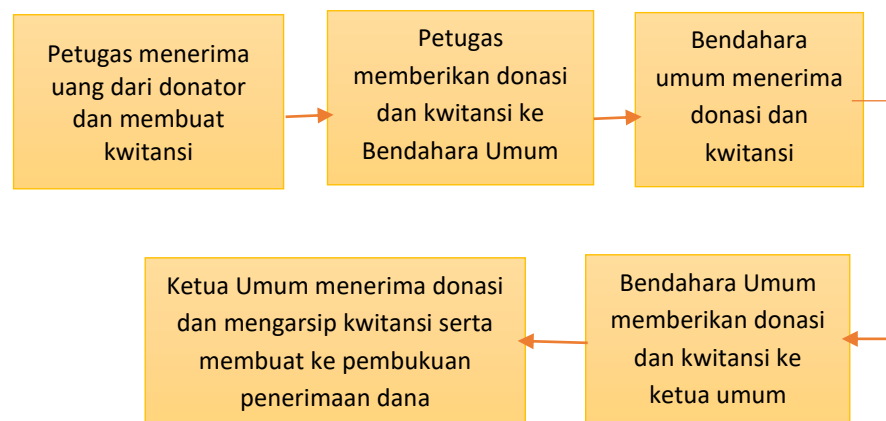 Petugas menerima
uang dari donator
dan membuat
kwitansi
Petugas
memberikan donasi
dan kwitansi ke
Bendahara Umum
Bendahara
umum menerima
donasi dan
kwitansi
Bendahara Umum
memberikan donasi
dan kwitansi ke
ketua umum
Ketua Umum menerima donasi
dan mengarsip kwitansi serta
membuat ke pembukuan
penerimaan dana